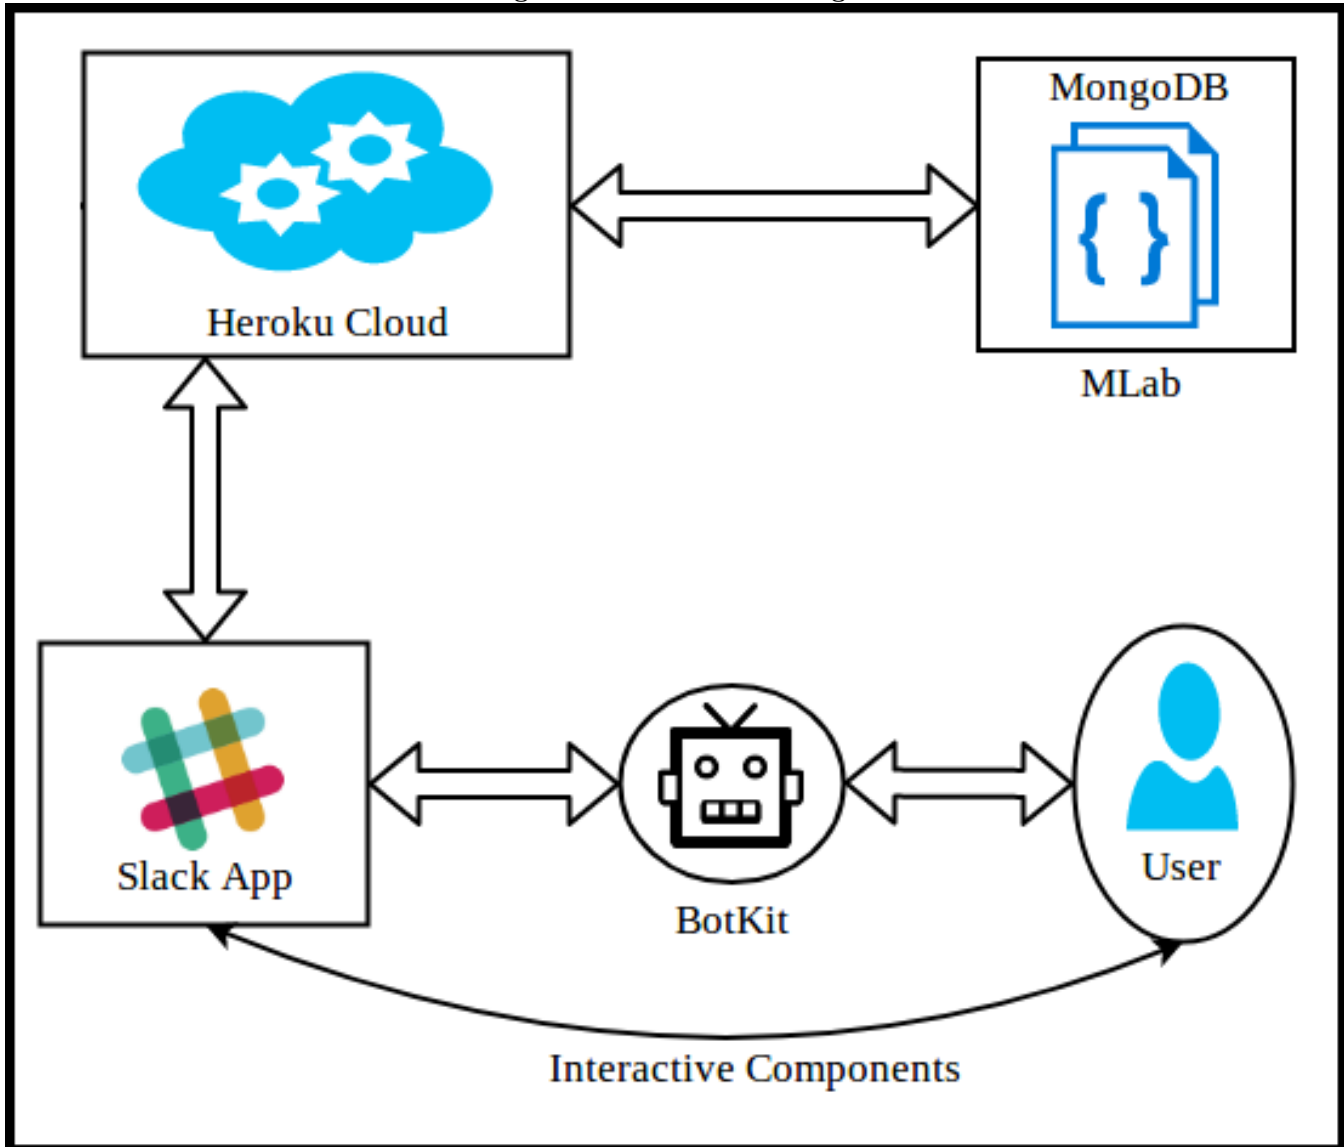 MongoDB
Heroku Cloud
MLab
Slack App
BotKit
User
Interactive Components